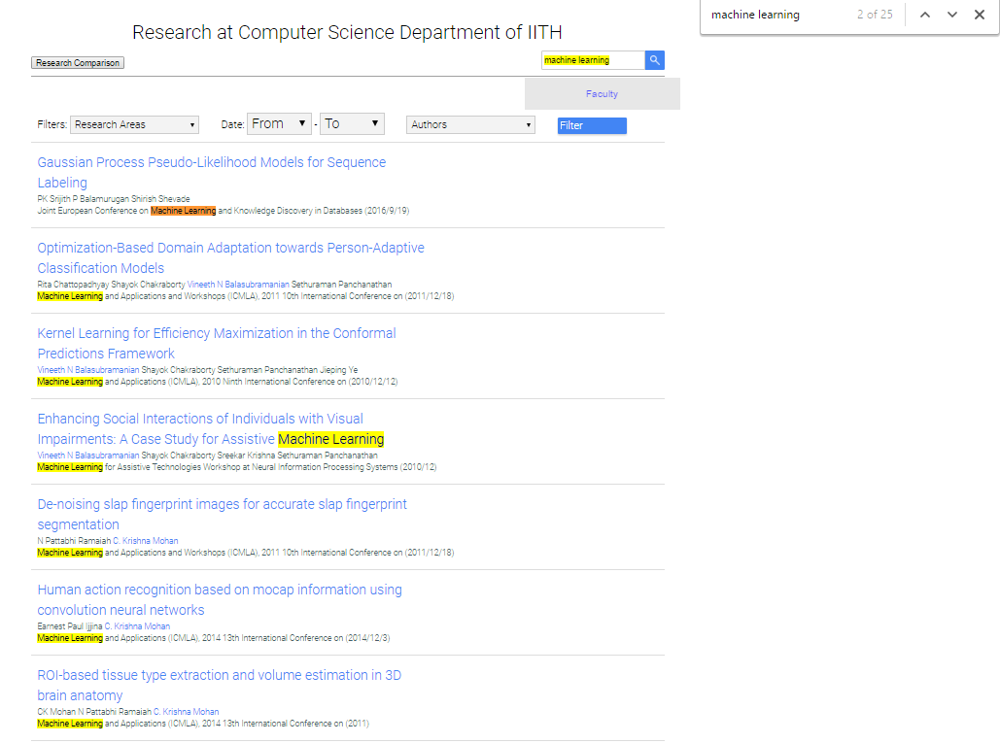 machine learning 2 of 25
Research at Computer Science Department of IITH
Research Comparison
machine learning
Faculty
Filters: Research Areas Date: From - To Authors Filter
Gaussian Process Pseudo-Likelihood Models for Sequence
Labeling
PK Srijith P Balamurugan Shirish Shevade
Joint European Conference on Machine Learning and Knowledge Discovery in Databases (2016/9/19)
Optimization-Based Domain Adaptation towards Person-Adaptive
Classification Models
Rita Chattopadhyay Shayok Chakraborty Vineeth N Balasubramanian Sethuraman Panchanathan
Machine Learning and Applications and Workshops (ICMLA), 2011 10th International Conference on (2011/12/18)
Kernel Learning for Efficiency Maximization in the Conformal
Predictions Framework
Vineeth N Balasubramanian Shayok Chakraborty Sethuraman Panchanathan Jieping Ye
Machine Learning and Applications (ICMLA), 2010 Ninth International Conference on (2010/12/12)
Enhancing Social Interactions of Individuals with Visual
Impairments: A Case Study for Assistive Machine Learning
Vineeth N Balasubramanian Shayok Chakraborty Sreekar Krishna Sethuraman Panchanathan
Machine Learning for Assistive Technologies Workshop at Neural Information Processing Systems (2010/12)
De-noising slap fingerprint images for accurate slap fingerprint
segmentation
N Pattabhi Ramaiah C. Krishna Mohan
Machine Learning and Applications and Workshops (ICMLA), 2011 10th International Conference on (2011/12/18)
Human action recognition based on mocap information using
convolution neural networks
Earnest Paul Ijjina C. Krishna Mohan
Machine Learning and Applications (ICMLA), 2014 13th International Conference on (2014/12/3)
ROI-based tissue type extraction and volume estimation in 3D
brain anatomy
CK Mohan N Pattabhi Ramaiah C. Krishna Mohan
Machine Learning and Applications (ICMLA), 2014 13th International Conference on (2011)